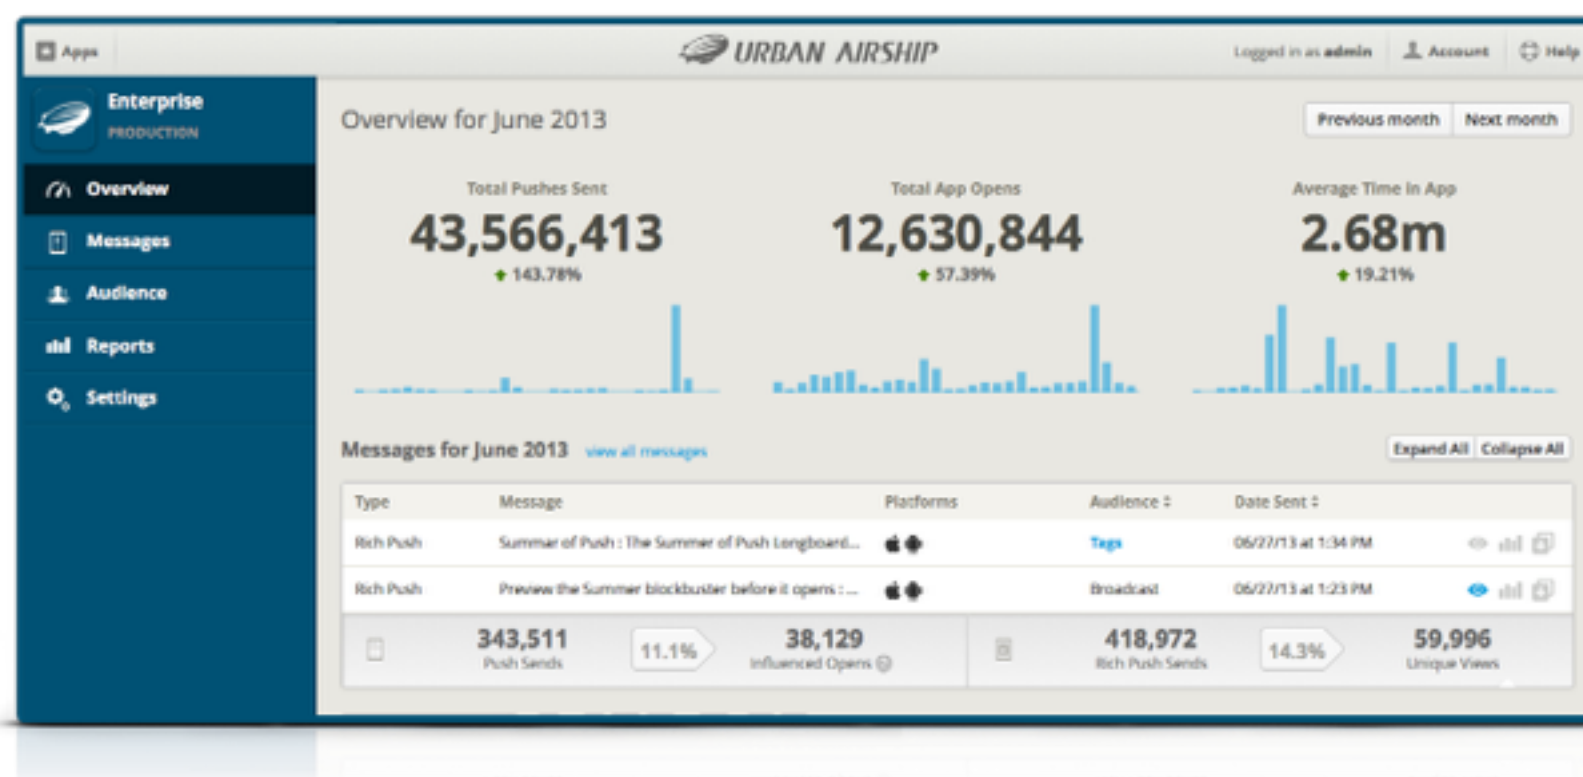 Apps
URBAN AIRSHIP
Logged in as admin
Account
Help
Enterprise
PRODUCTION
Overview
Messages
Audience
Reports
Settings
Overview for June 2013
Previous month
Next month
Total Pushes Sent
43,566,413
143.78%
Total App Opens
12,630,844
57.39%
Average Time in App
2.68m
19.21%
Messages for June 2013 view all messages
Expand All Collapse All
Type Message Platforms Audience Date Sent
Rich Push Summar of Push : The Summer of Push Longboard... Tags 06/27/13 at 1:34 PM
Rich Push Preview the Summer blockbuster before it opens : ... Broadcast 06/27/13 at 1:23 PM
343,511
Push Sends
11.1%
38,129
Influenced Opens
418,972
Rich Push Sends
14.3%
59,996
Unique Views